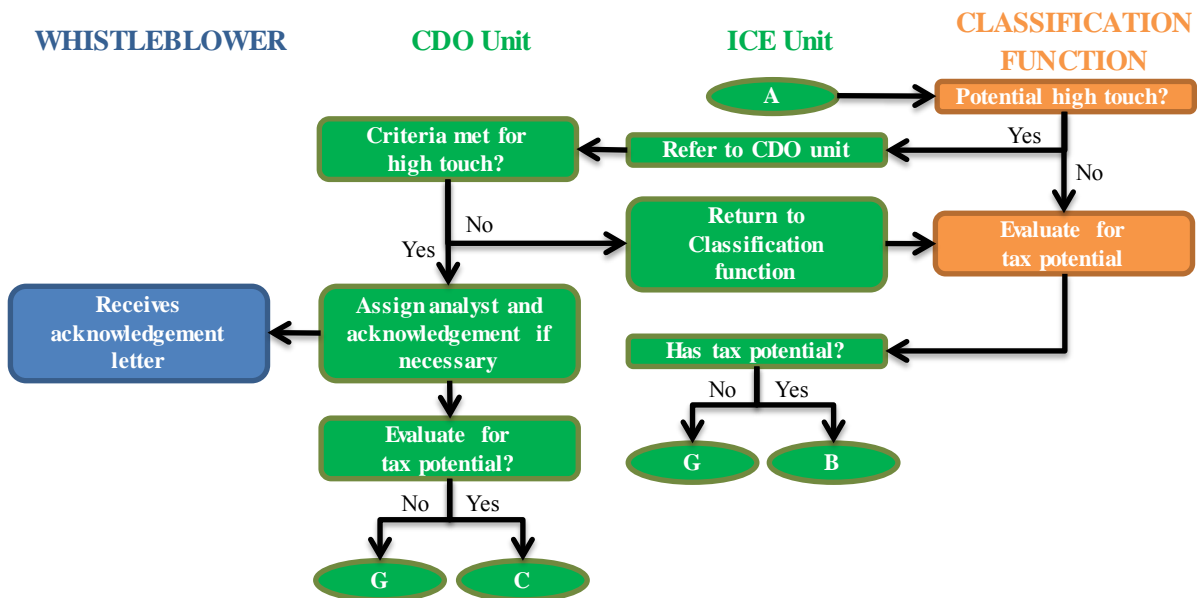 WHISTLEBLOWER
CDO Unit
ICE Unit
CLASSIFICATION
FUNCTION
A
Potential high touch?
Yes
No
Criteria met for
high touch?
Refer to CDO unit
No
Yes
Return to
Classification
function
Evaluate for
tax potential
Receives
acknowledgement
letter
Assign analyst and
acknowledgement if
necessary
Has tax potential?
No
Yes
G
B
Evaluate for
tax potential?
No
Yes
G
C